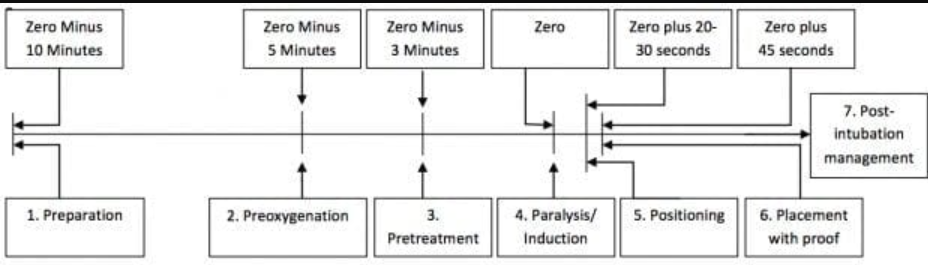 Zero Minus
10 Minutes
Zero Minus
5 Minutes
Zero Minus
3 Minutes
Zero
Zero plus 20-
30 seconds
Zero plus
45 seconds
7. Post-
intubation
management
1. Preparation
2. Preoxygenation
3.
Pretreatment
4. Paralysis/
Induction
5. Positioning
6. Placement
with proof